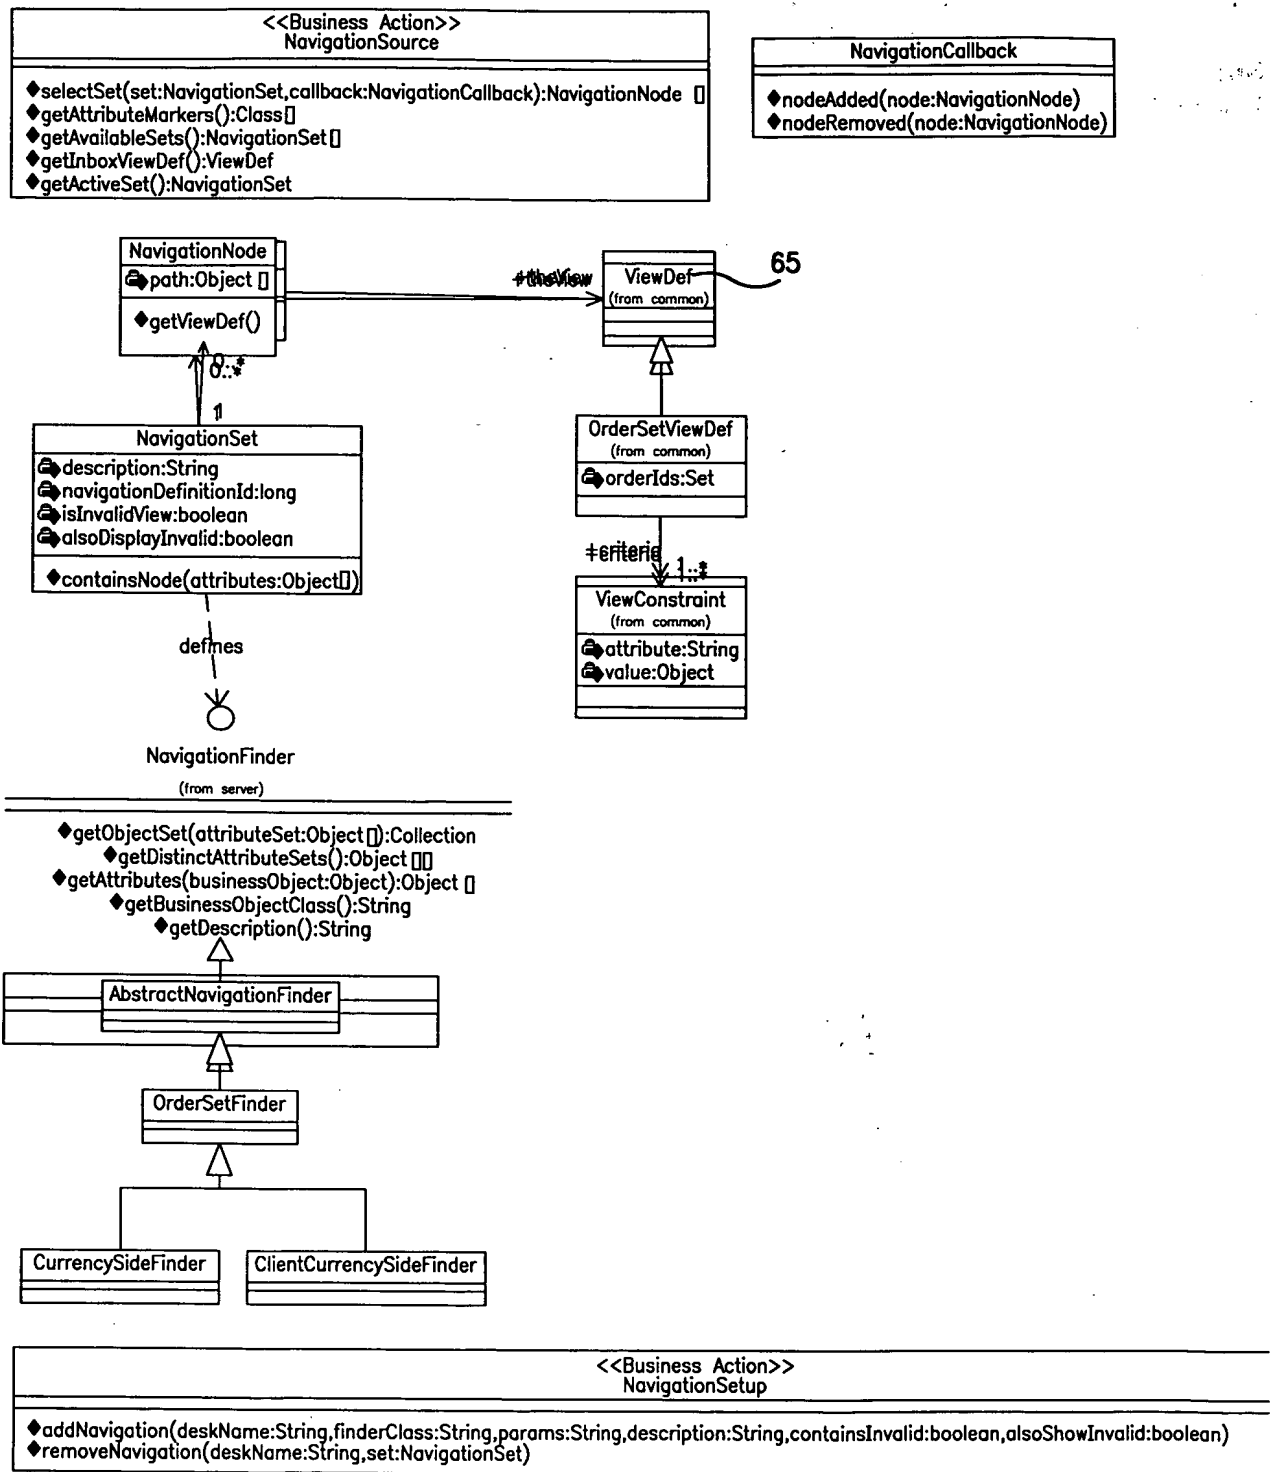 <<Business Action>>
NavigationSource
◆selectSet(set:NavigationSet,callback:NavigationCallback):NavigationNode []
◆getAttributeMarkers():Class[]
◆getAvailableSets():NavigationSet[]
◆getInboxViewDef():ViewDef
◆getActiveSet():NavigationSet
NavigationCallback
◆nodeAdded(node:NavigationNode)
◆nodeRemoved(node:NavigationNode)
NavigationNode
path:Object []
◆getViewDef()
+theView
ViewDef
(from common)
65
0..*
1
NavigationSet
description:String
navigationDefinitionId:long
isInvalidView:boolean
alsoDisplayInvalid:boolean
◆containsNode(attributes:Object[])
OrderSetViewDef
(from common)
orderIds:Set
+criteria
1..*
ViewConstraint
(from common)
attribute:String
value:Object
defines
NavigationFinder
(from server)
◆getObjectSet(attributeSet:Object[]):Collection
◆getDistinctAttributeSets():Object [][]
◆getAttributes(businessObject:Object):Object []
◆getBusinessObjectClass():String
◆getDescription():String
AbstractNavigationFinder
OrderSetFinder
CurrencySideFinder
ClientCurrencySideFinder
<<Business Action>>
NavigationSetup
◆addNavigation(deskName:String,finderClass:String,params:String,description:String,containsInvalid:boolean,alsoShowInvalid:boolean)
◆removeNavigation(deskName:String,set:NavigationSet)